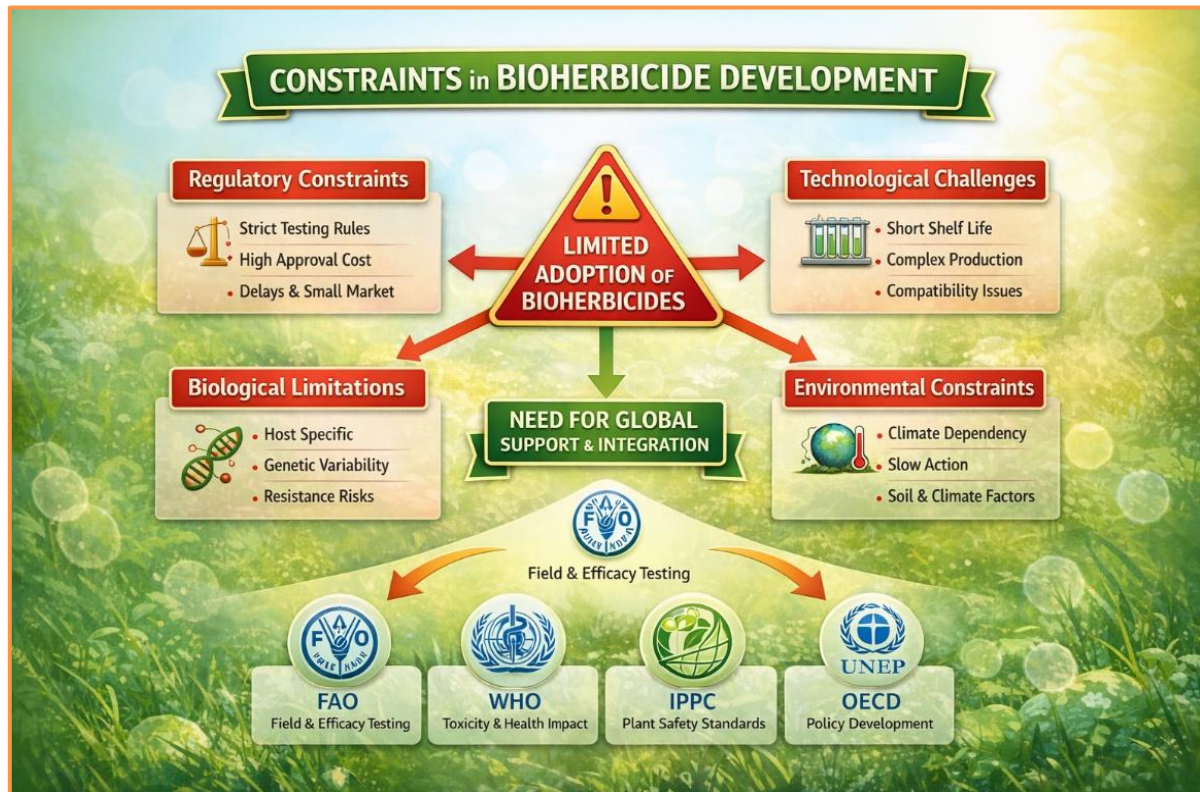 CONSTRAINTS in BIOHERBICIDE DEVELOPMENT
Regulatory Constraints
Strict Testing Rules
High Approval Cost
Delays & Small Market
!
LIMITED
ADOPTION OF
BIOHERBICIDES
Technological Challenges
Short Shelf Life
Complex Production
Compatibility Issues
Biological Limitations
Host Specific
Genetic Variability
Resistance Risks
NEED FOR GLOBAL
SUPPORT & INTEGRATION
Environmental Constraints
Climate Dependency
Slow Action
Soil & Climate Factors
F A O
Field & Efficacy Testing
F A O
FAO
Field & Efficacy Testing
WHO
Toxicity & Health Impact
IPPC
Plant Safety Standards
UNEP
OECD
Policy Development